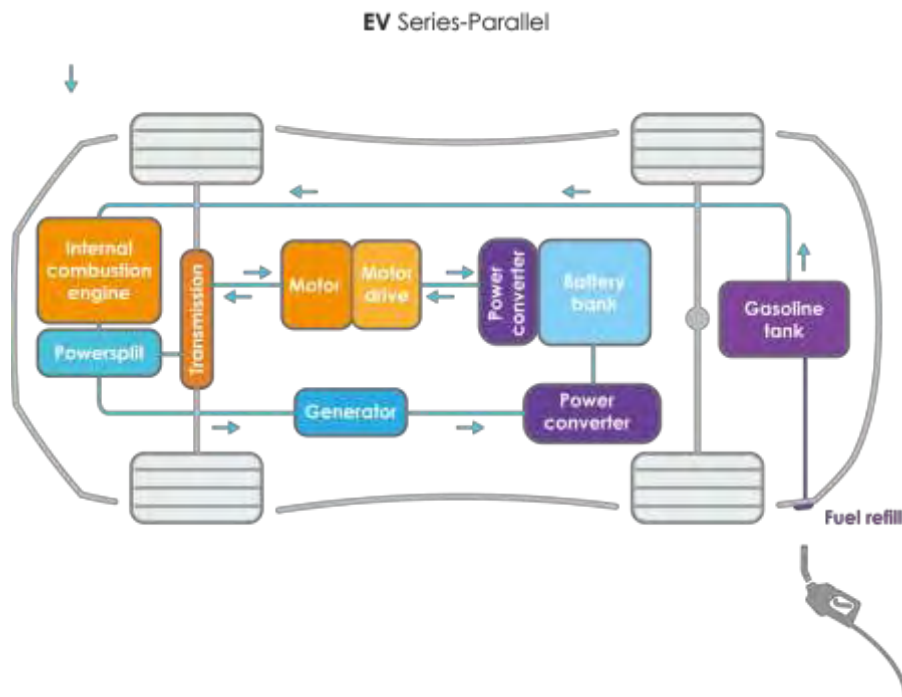 EV Series-Parallel
Internal
combustion
engine
Powersplit
Transmission
Motor
Motor
drive
Power
converter
Battery
bank
Gasoline
tank
Generator
Power
converter
Fuel refill